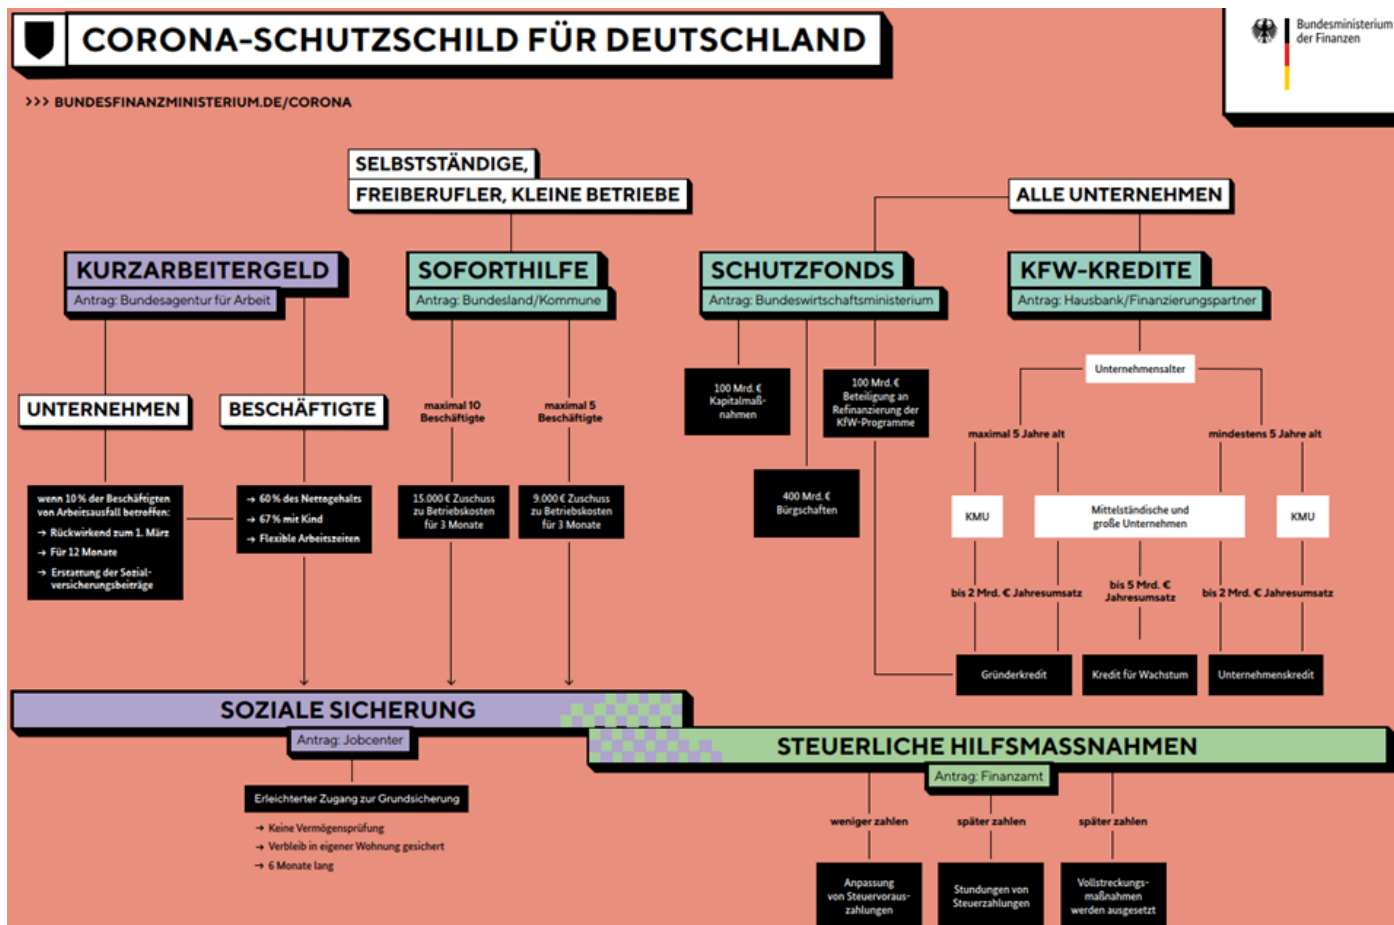 CORONA-SCHUTZSCHILD FÜR DEUTSCHLAND
Bundesministerium
der Finanzen
>>> BUNDESFINANZMINISTERIUM.DE/CORONA
SELBSTSTÄNDIGE,
FREIBERUFLER, KLEINE BETRIEBE
ALLE UNTERNEHMEN
KURZARBEITERGELD
Antrag: Bundesagentur für Arbeit
SOFORTHILFE
Antrag: Bundesland/Kommune
SCHUTZFONDS
Antrag: Bundeswirtschaftsministerium
KFW-KREDITE
Antrag: Hausbank/Finanzierungspartner
UNTERNEHMEN
wenn 10 % der Beschäftigten
von Arbeitsausfall betroffen:
→ Rückwirkend zum 1. März
→ Für 12 Monate
→ Erstattung der Sozial-
versicherungsbeiträge
BESCHÄFTIGTE
→ 60 % des Nettogehalts
→ 67 % mit Kind
→ Flexible Arbeitszeiten
maximal 10
Beschäftigte
15.000 € Zuschuss
zu Betriebskosten
für 3 Monate
maximal 5
Beschäftigte
9.000 € Zuschuss
zu Betriebskosten
für 3 Monate
100 Mrd. €
Kapitalmaß-
nahmen
400 Mrd. €
Bürgschaften
100 Mrd. €
Beteiligung an
Refinanzierung der
KfW-Programme
Unternehmensalter
maximal 5 Jahre alt
mindestens 5 Jahre alt
KMU
Mittelständische und
große Unternehmen
KMU
bis 2 Mrd. € Jahresumsatz
bis 5 Mrd. €
Jahresumsatz
bis 2 Mrd. € Jahresumsatz
Gründerkredit
Kredit für Wachstum
Unternehmenskredit
SOZIALE SICHERUNG
Antrag: Jobcenter
Erleichterter Zugang zur Grundsicherung
→ Keine Vermögensprüfung
→ Verbleib in eigener Wohnung gesichert
→ 6 Monate lang
STEUERLICHE HILFSMASSNAHMEN
Antrag: Finanzamt
weniger zahlen
später zahlen
später zahlen
Anpassung
von Steuervoraus-
zahlungen
Stundungen von
Steuerzahlungen
Vollstreckungs-
maßnahmen
werden ausgesetzt